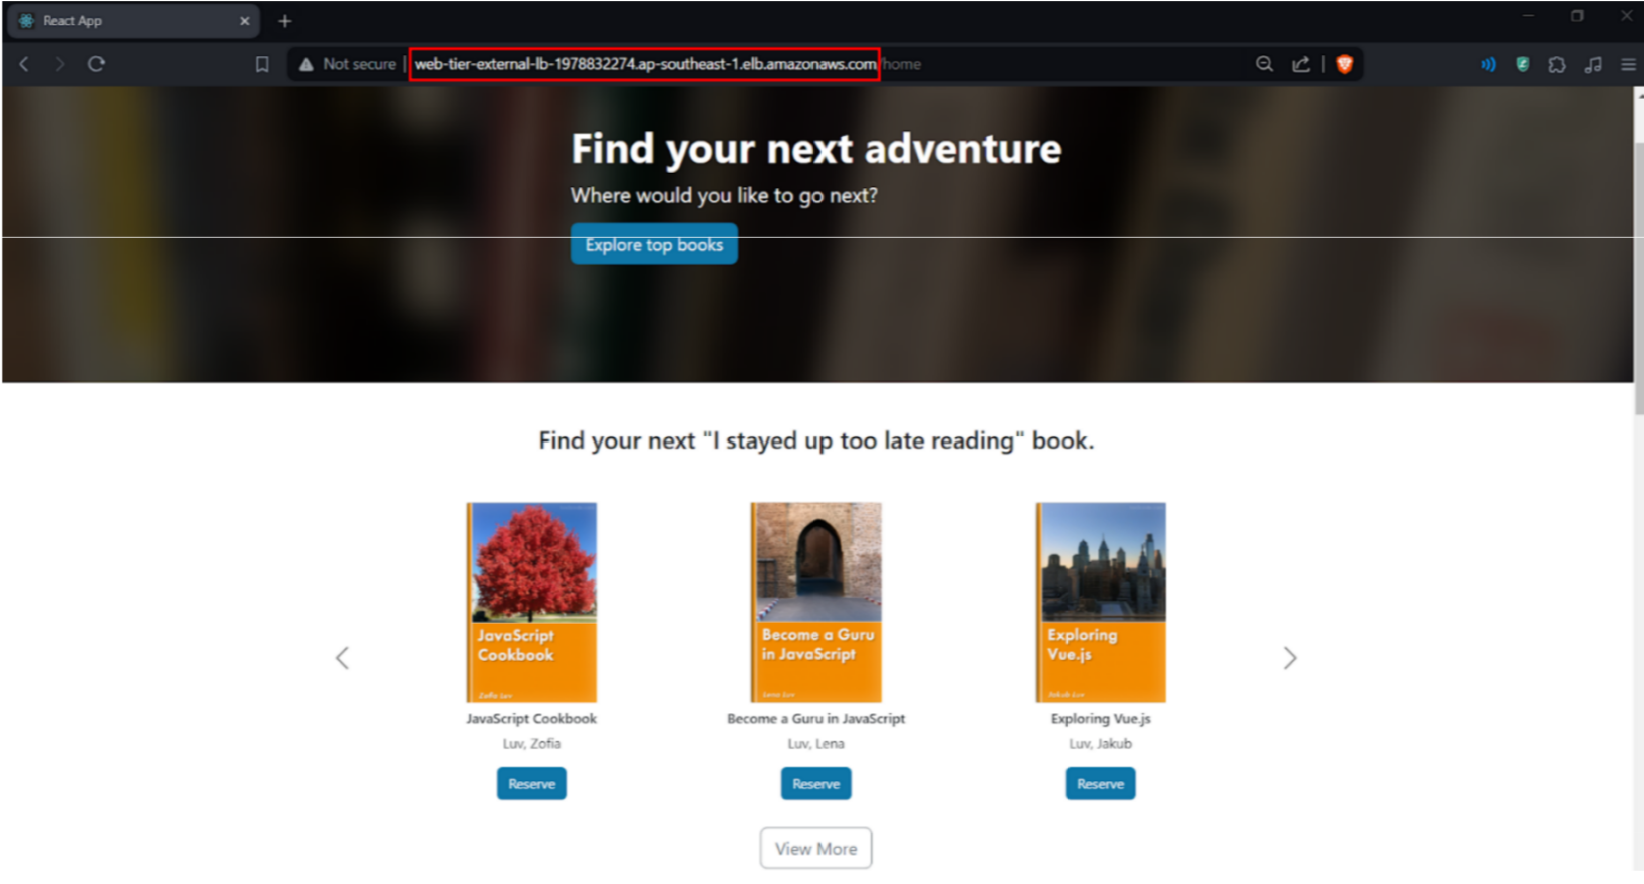 React App
Not secure
web-tier-external-lb-1978832274.ap-southeast-1.elb.amazonaws.com/home
Find your next adventure
Where would you like to go next?
Explore top books
Find your next "I stayed up too late reading" book.
JavaScript
Cookbook
Zofia Luv
Become a Guru
in JavaScript
Lena Luv
Exploring
Vue.js
Jakub Luv
JavaScript Cookbook
Become a Guru in JavaScript
Exploring Vue.js
Luv, Zofia
Luv, Lena
Luv, Jakub
Reserve
Reserve
Reserve
View More